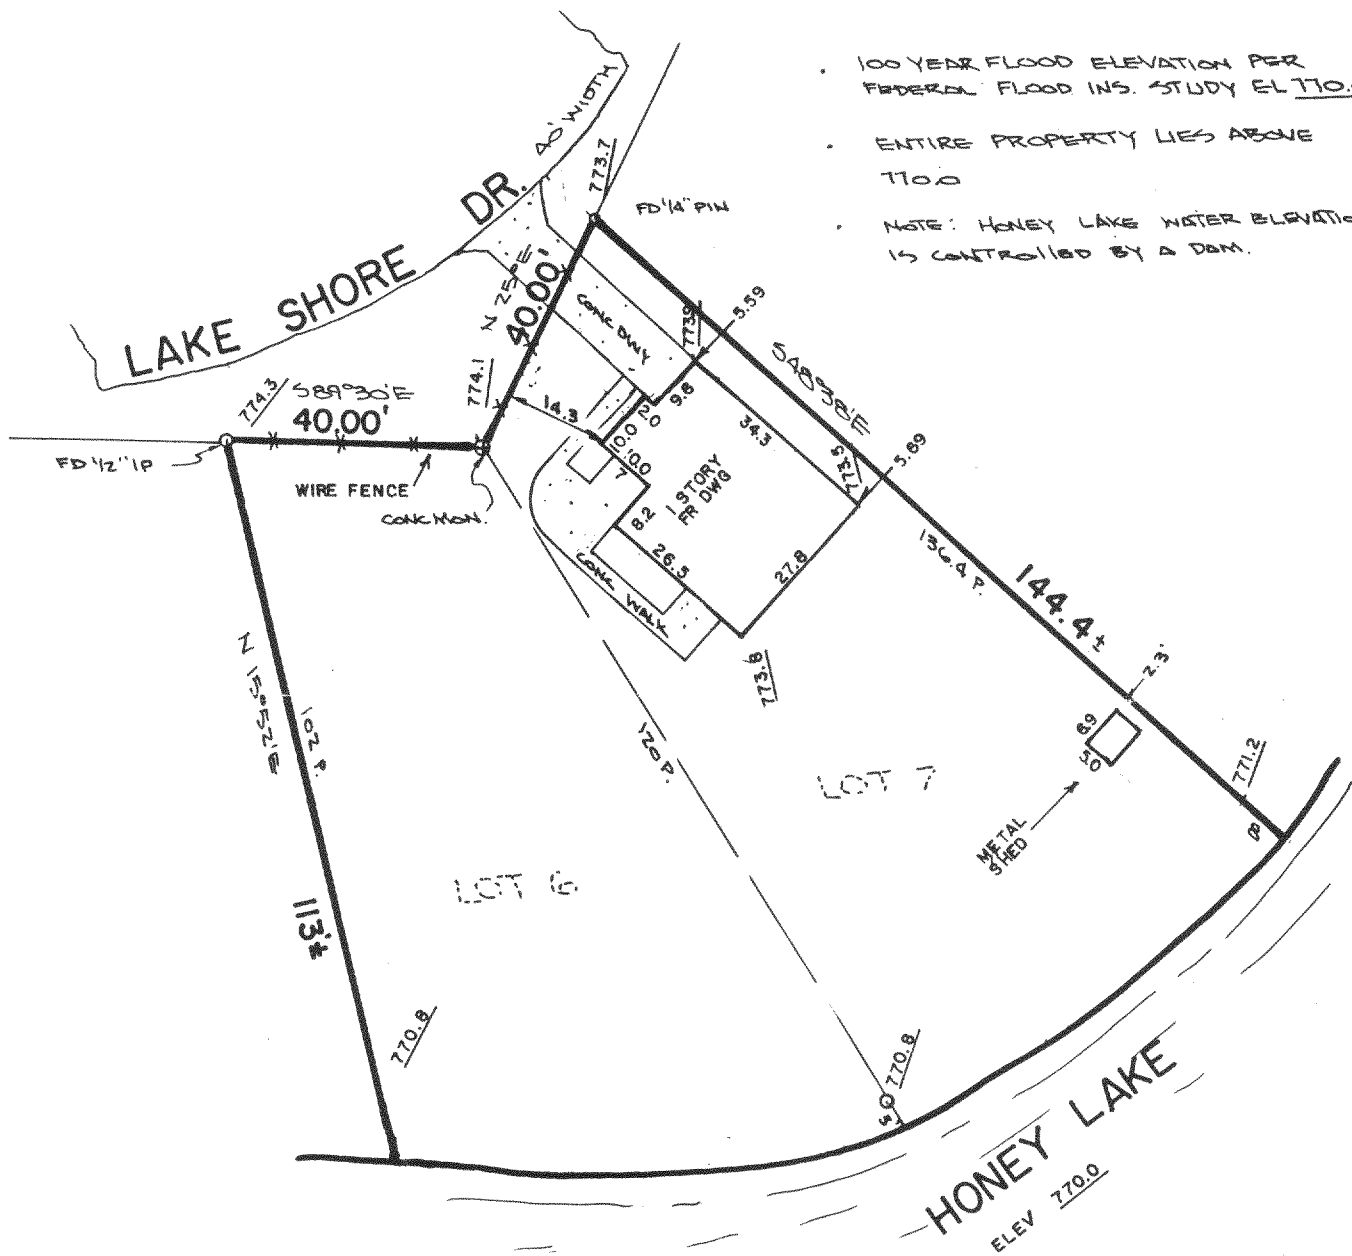 · 100 YEAR FLOOD ELEVATION PER
FEDERAL FLOOD INS. STUDY EL 770.
· ENTIRE PROPERTY LIES ABOVE
770.0
· NOTE: HONEY LAKE WATER ELEVATIO
IS CONTROLLED BY A DAM.
40' WIDTH
LAKE SHORE DR.
773.7
FD 1/4" PIN
N 25° E
40.00'
CONC DWY
773.9
5.59
S48°38'E
774.1
774.3
S89°30'E
40.00'
FD 1/2" IP
WIRE FENCE
CONC MON.
14.3
2.0
9.8
10.0
10.0
7
34.3
1 STORY
FR DWG
773.5
5.89
8.2
26.5
27.8
CONC WALK
773.8
136.4 P.
144.4 ±
2.3'
6.9
5.0
METAL
SHED
771.2
8
N 15°52'E
102 P.
113'±
120 P.
LOT 7
LOT 6
770.8
770.8
3
HONEY LAKE
ELEV 770.0